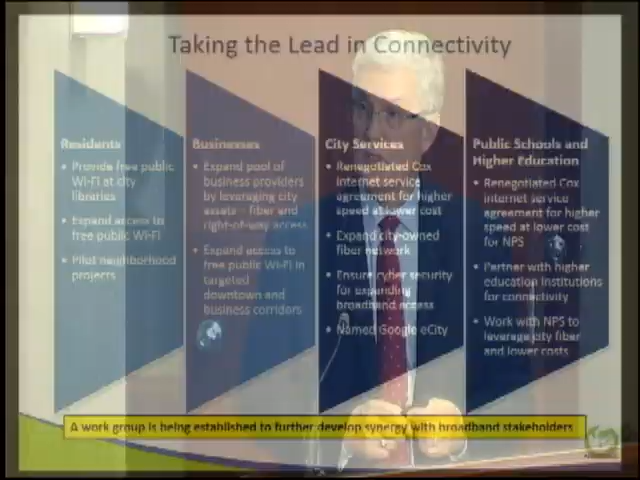 Taking the Lead in Connectivity
Residents
• Provide free public
Wi-Fi at city
libraries
• Expand access to
free public Wi-Fi
• Pilot neighborhood
projects
Businesses
• Expand pool of
business providers
by leveraging city
assets - fiber and
right-of-way access
• Expand access to
free public Wi-Fi in
targeted
downtown and
business corridors
City Services
• Renegotiated Cox
internet service
agreement for higher
speed at lower cost
• Expand city-owned
fiber network
• Ensure cyber security
for expanding
broadband access
• Named Google eCity
Public Schools and
Higher Education
• Renegotiated Cox
internet service
agreement for higher
speed at lower cost
for NPS
• Partner with higher
education institutions
for connectivity
• Work with NPS to
leverage city fiber
and lower costs
A work group is being established to further develop synergy with broadband stakeholders